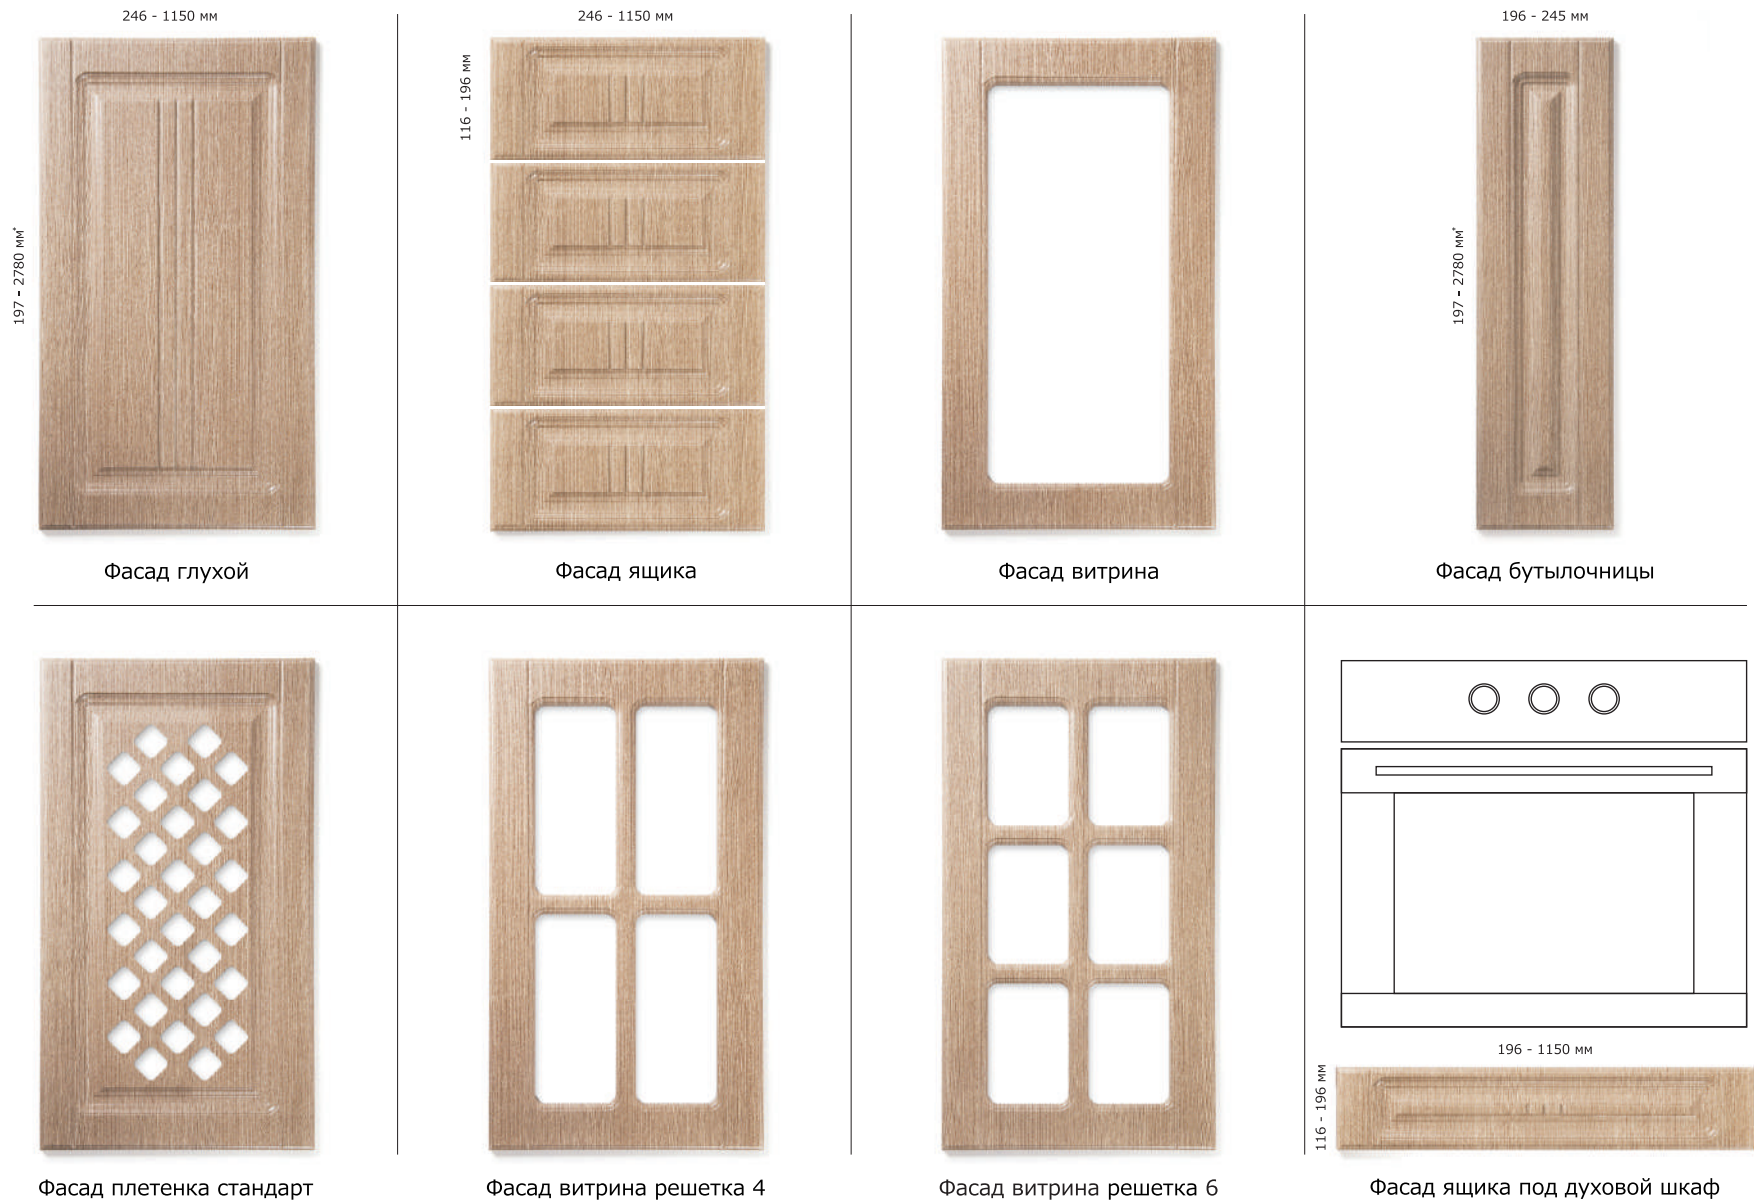 246 - 1150 мм
246 - 1150 мм
196 - 245 мм
197 - 2780 мм*
116 - 196 мм
197 - 2780 мм*
Фасад глухой
Фасад ящика
Фасад витрина
Фасад бутылочницы
196 - 1150 мм
116 - 196 мм
Фасад плетенка стандарт
Фасад витрина решетка 4
Фасад витрина решетка 6
Фасад ящика под духовой шкаф